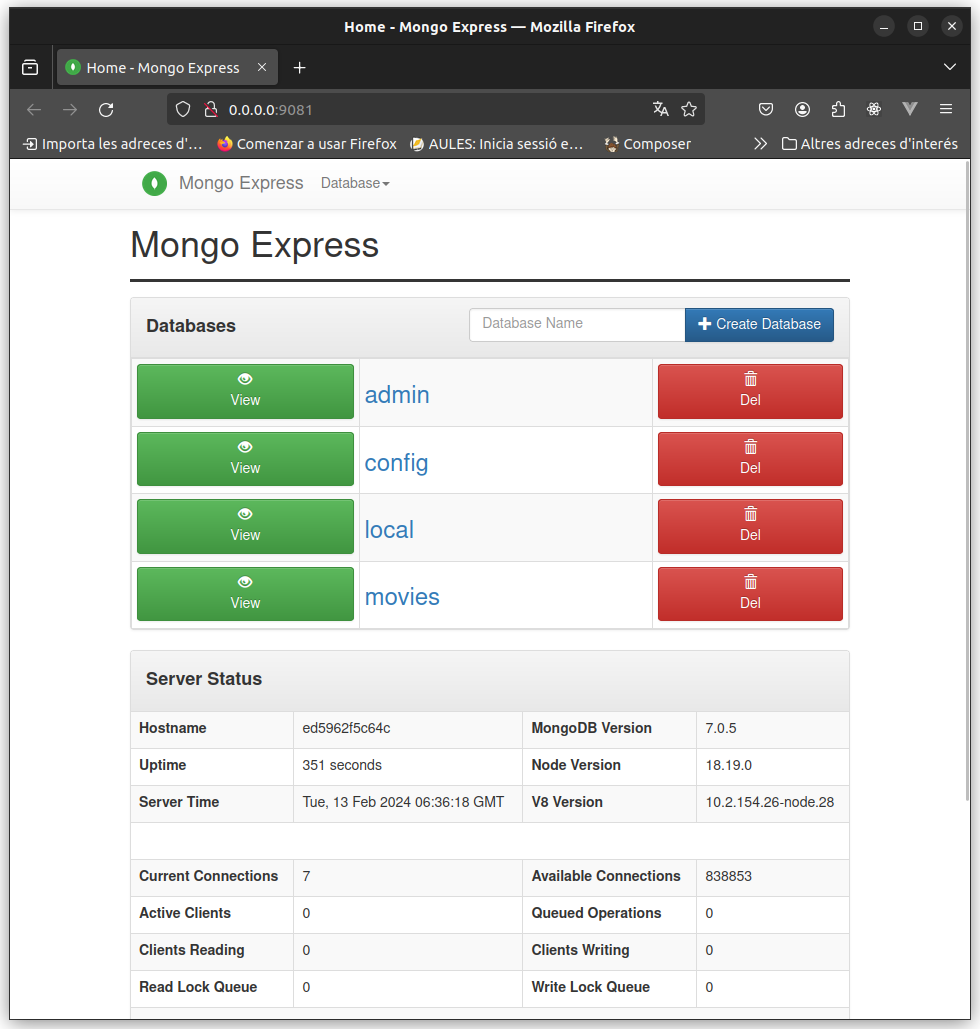 Home - Mongo Express — Mozilla Firefox
Home - Mongo Express
0.0.0.0:9081
Importa les adreces d'… Comenzar a usar Firefox AULES: Inicia sessió e… Composer Altres adreces d'interés
Mongo Express Database
Mongo Express
Databases Database Name Create Database
View admin Del
View config Del
View local Del
View movies Del
Server Status
Hostname ed5962f5c64c MongoDB Version 7.0.5
Uptime 351 seconds Node Version 18.19.0
Server Time Tue, 13 Feb 2024 06:36:18 GMT V8 Version 10.2.154.26-node.28
Current Connections 7 Available Connections 838853
Active Clients 0 Queued Operations 0
Clients Reading 0 Clients Writing 0
Read Lock Queue 0 Write Lock Queue 0